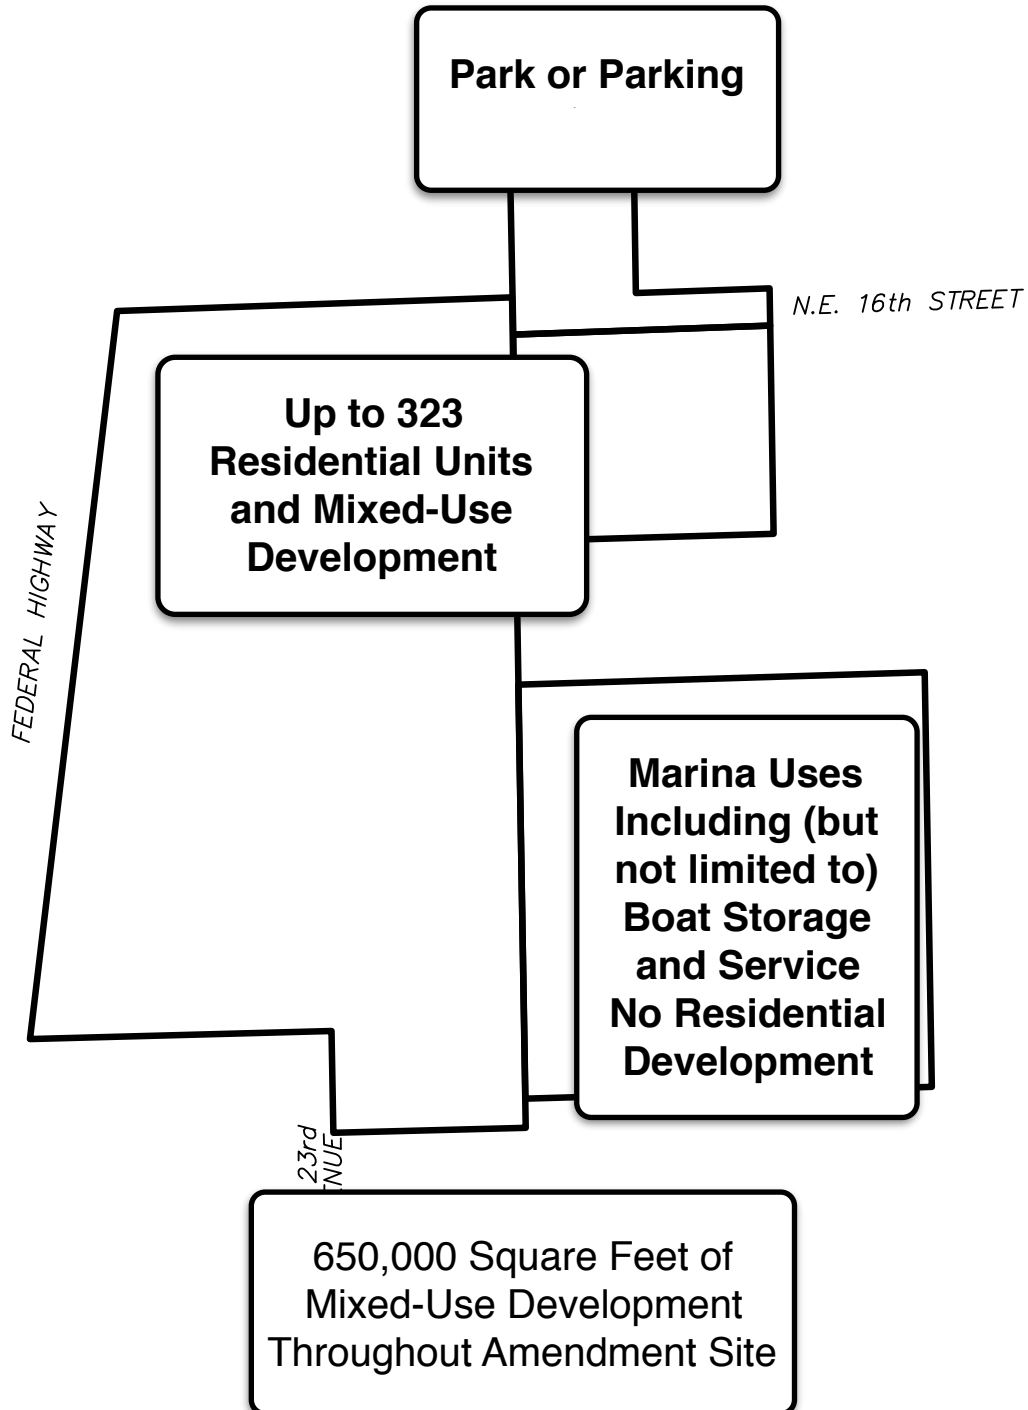 Park or Parking
N.E. 16th STREET
Up to 323
Residential Units
and Mixed-Use
Development
FEDERAL HIGHWAY
Marina Uses
Including (but
not limited to)
Boat Storage
and Service
No Residential
Development
23rd
650,000 Square Feet of
Mixed-Use Development
Throughout Amendment Site